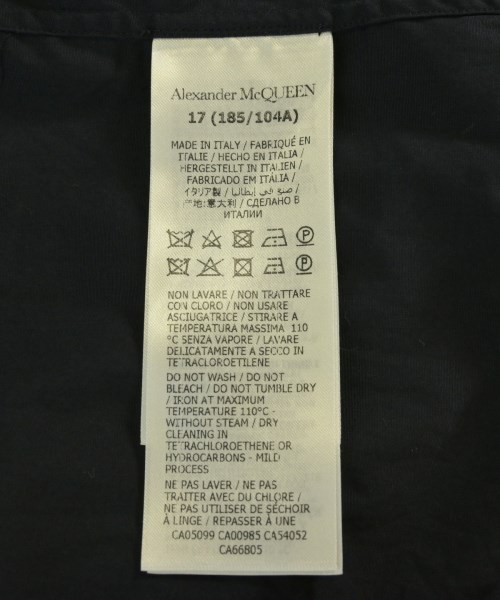 Alexander McQUEEN
17 (185/104A)
MADE IN ITALY / FABRIQUÉ EN
ITALIE / HECHO EN ITALIA /
HERGESTELLT IN ITALIEN /
FABRICADO EM ITÁLIA /
イタリア製 / صنع في إيطاليا /
产地:意大利 / СДЕЛАНО В
ИТАЛИИ
P
P
NON LAVARE / NON TRATTARE
CON CLORO / NON USARE
ASCIUGATRICE / STIRARE A
TEMPERATURA MASSIMA 110
°C SENZA VAPORE / LAVARE
DELICATAMENTE A SECCO IN
TETRACLOROETILENE
DO NOT WASH / DO NOT
BLEACH / DO NOT TUMBLE DRY
/ IRON AT MAXIMUM
TEMPERATURE 110°C -
WITHOUT STEAM / DRY
CLEANING IN
TETRACHLOROETHENE OR
HYDROCARBONS - MILD
PROCESS
NE PAS LAVER / NE PAS
TRAITER AVEC DU CHLORE /
NE PAS UTILISER DE SÉCHOIR
À LINGE / REPASSER À UNE
CA05099 CA00985 CA54052
CA66805